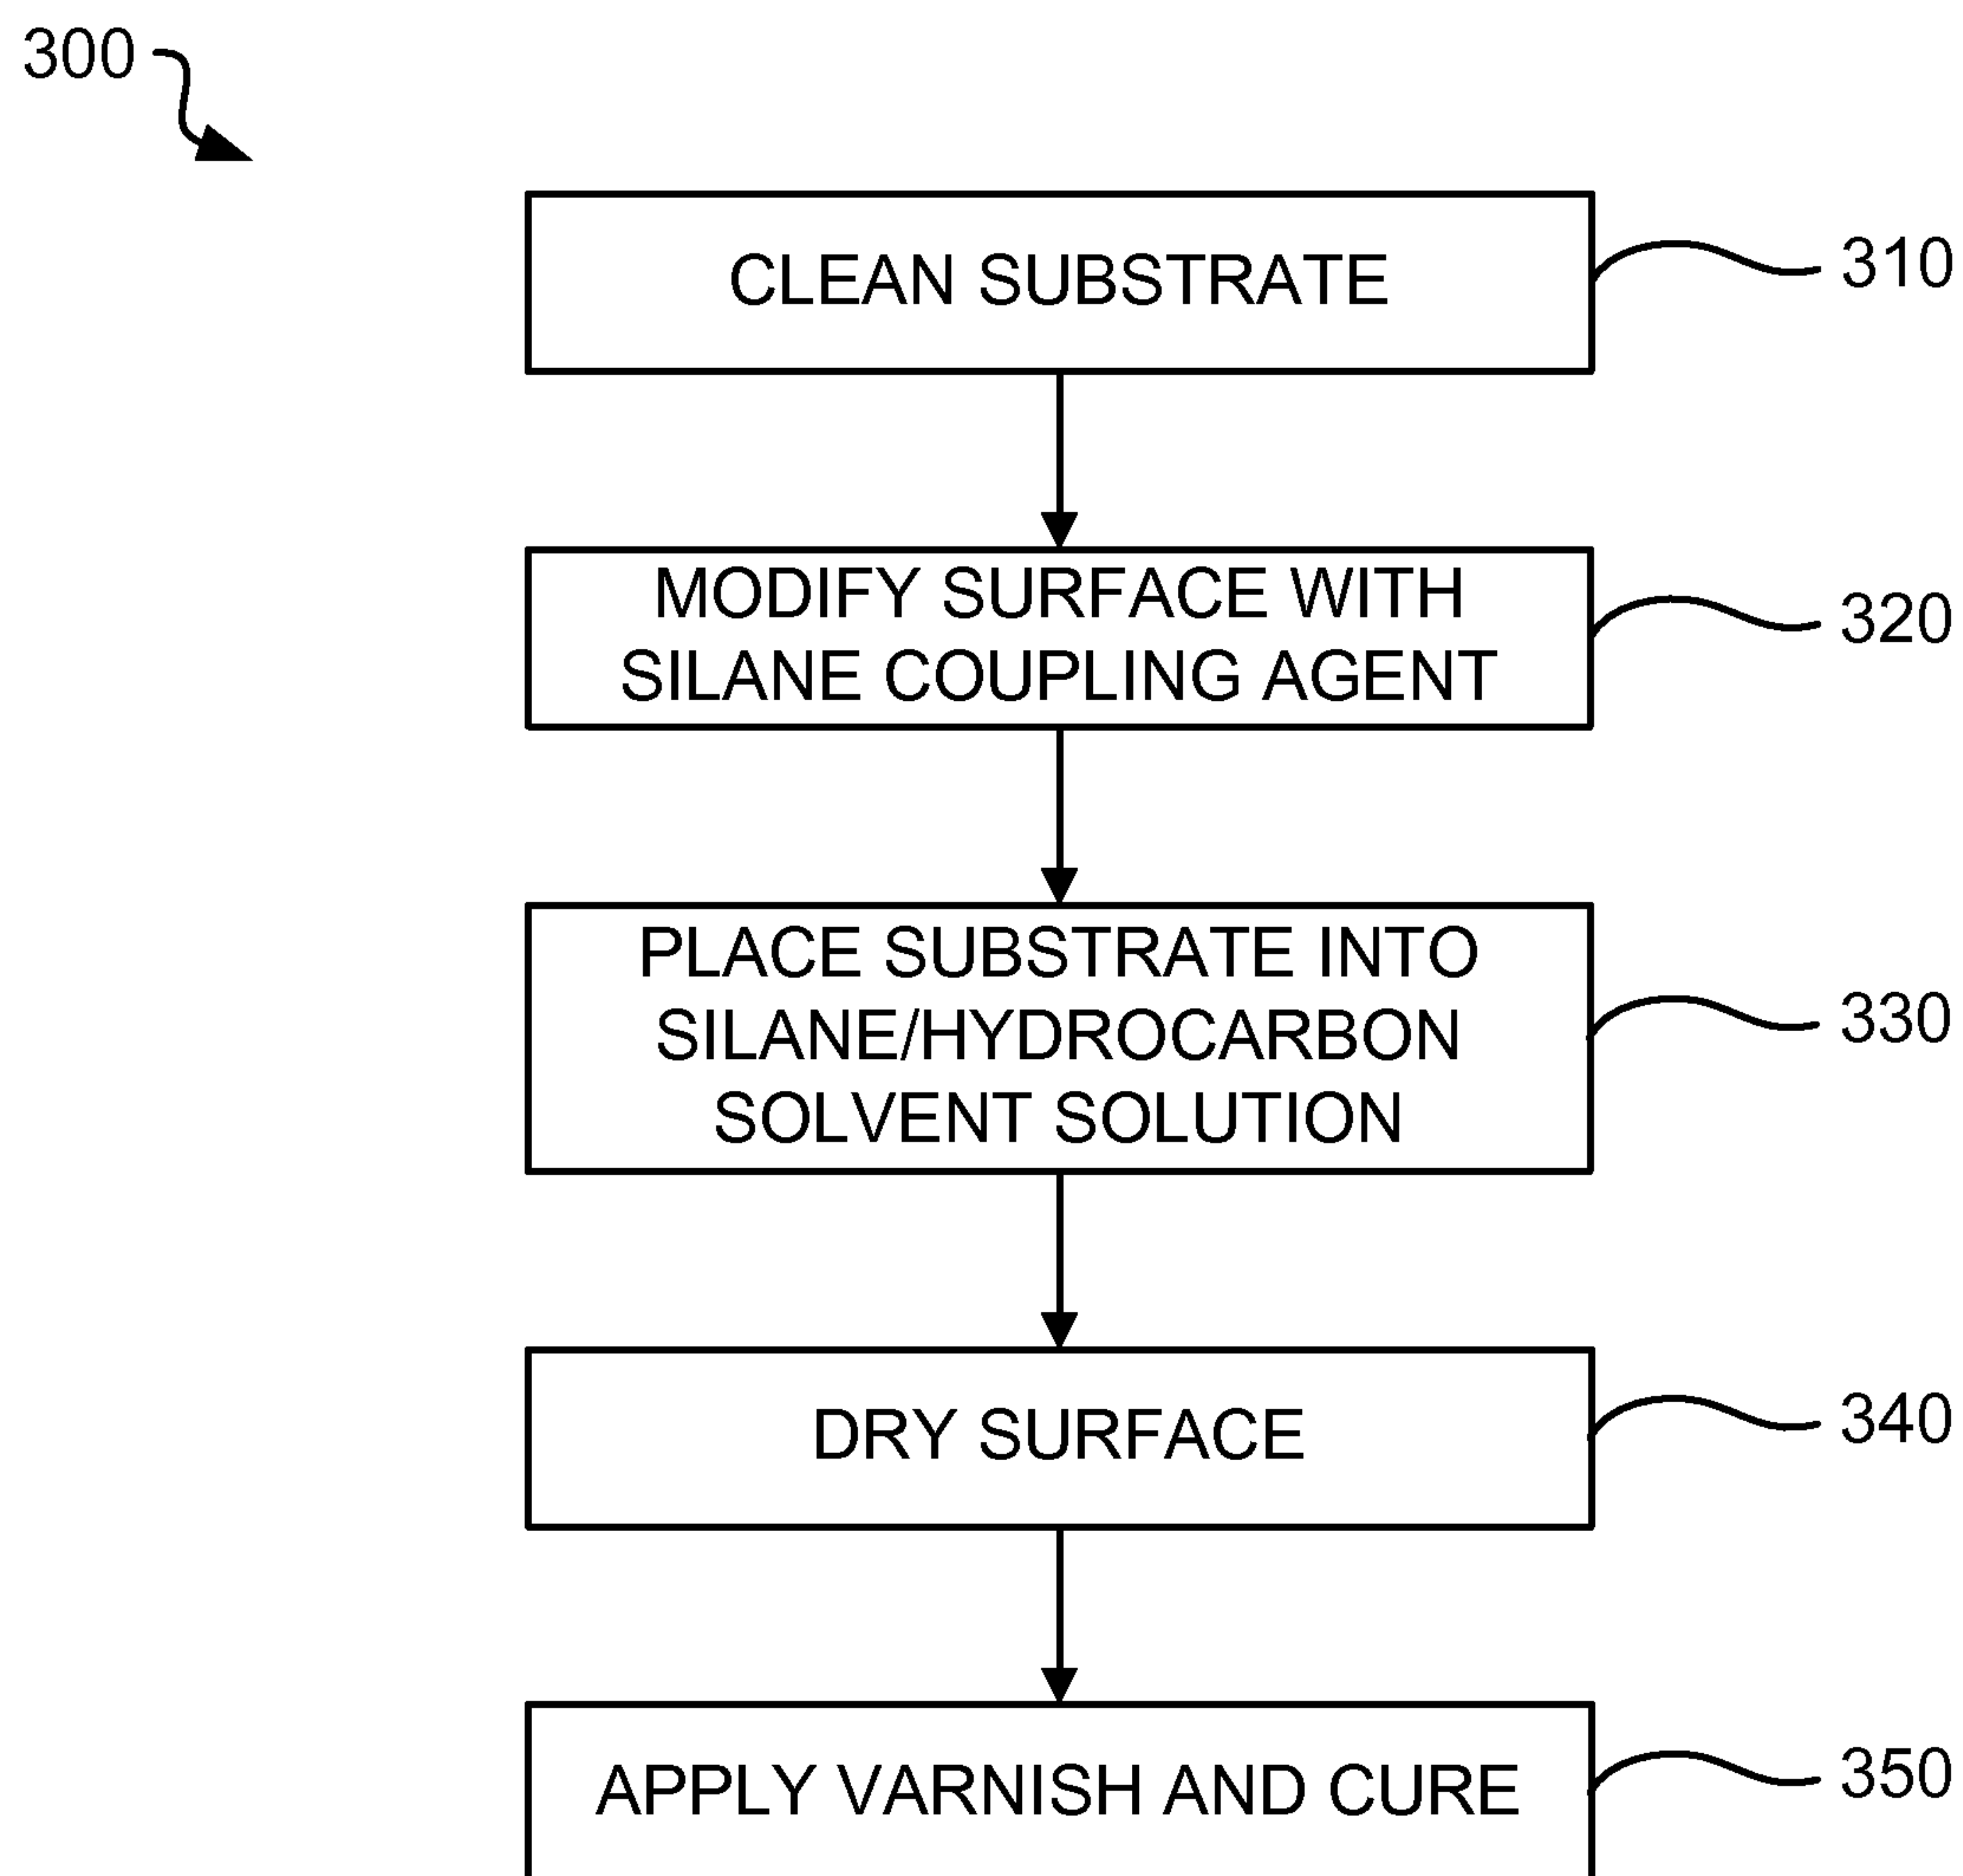 300
CLEAN SUBSTRATE
310
MODIFY SURFACE WITH
SILANE COUPLING AGENT
320
PLACE SUBSTRATE INTO
SILANE/HYDROCARBON
SOLVENT SOLUTION
330
DRY SURFACE
340
APPLY VARNISH AND CURE
350